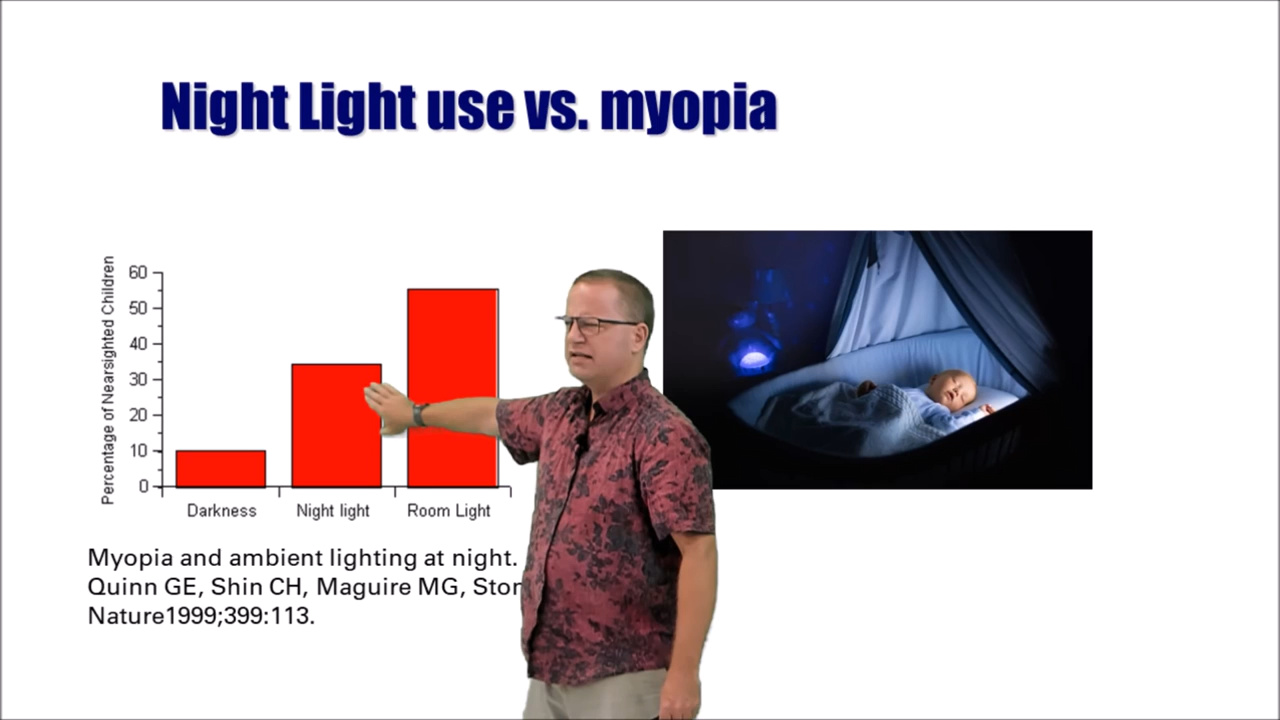 Night Light use vs. myopia
Percentage of Nearsighted Children
60
50
40
30
20
10
0
Darkness Night light Room Light
Myopia and ambient lighting at night.
Quinn GE, Shin CH, Maguire MG,
Nature1999;399:113.